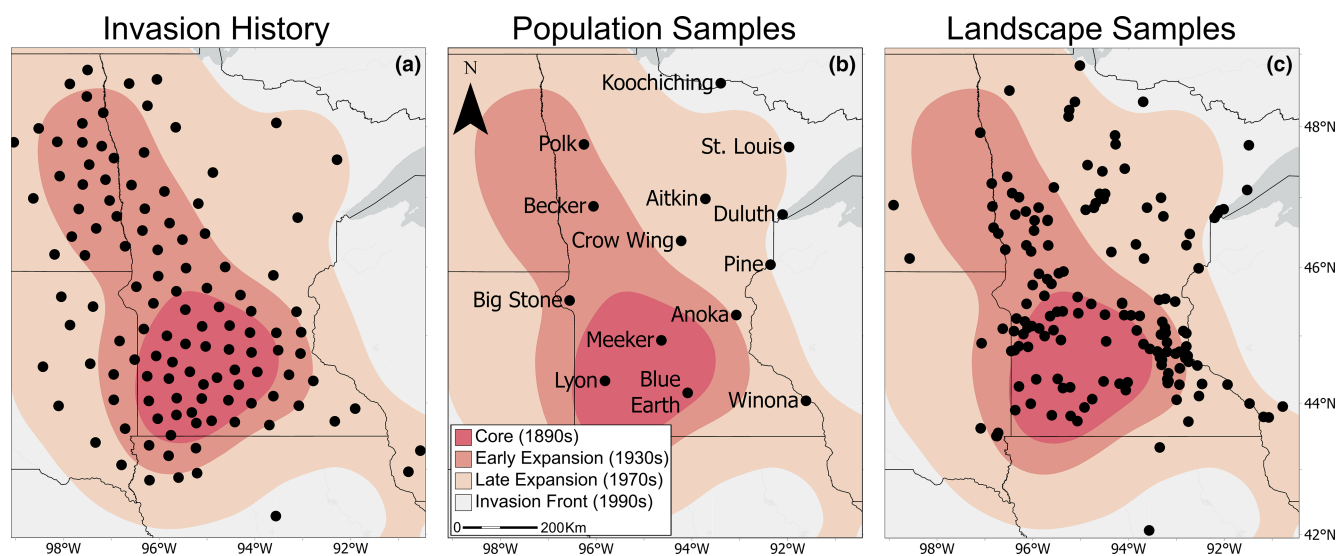 Invasion History
Population Samples
Landscape Samples
(a)
(b)
(c)
N
Koochiching
Polk
St. Louis
Becker
Aitkin
Duluth
Crow Wing
Pine
Big Stone
Anoka
Meeker
Lyon
Blue
Earth
Winona
Core (1890s)
Early Expansion (1930s)
Late Expansion (1970s)
Invasion Front (1990s)
0 200Km
48°N
46°N
44°N
42°N
98°W 96°W 94°W 92°W
98°W 96°W 94°W 92°W
98°W 96°W 94°W 92°W